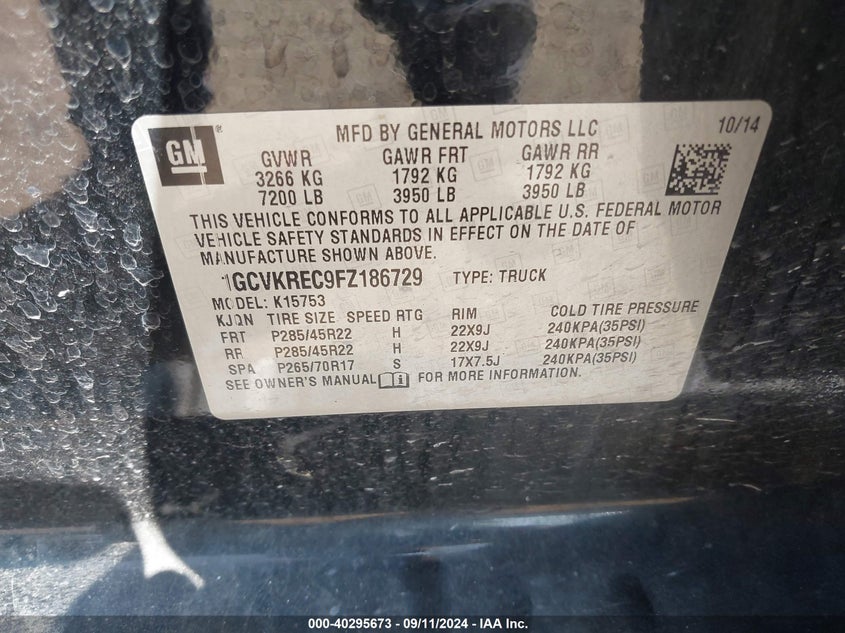 GM ®
MFD BY GENERAL MOTORS LLC 10/14
GVWR GAWR FRT GAWR RR
3266 KG 1792 KG 1792 KG
7200 LB 3950 LB 3950 LB
THIS VEHICLE CONFORMS TO ALL APPLICABLE U.S. FEDERAL MOTOR
VEHICLE SAFETY STANDARDS IN EFFECT ON THE DATE OF
MANUFACTURE SHOWN ABOVE.
1GCVKREC9FZ186729 TYPE: TRUCK
MODEL: K15753
KJQN TIRE SIZE SPEED RTG RIM COLD TIRE PRESSURE
FRT P285/45R22 H 22X9J 240KPA(35PSI)
RR P285/45R22 H 22X9J 240KPA(35PSI)
SPA P265/70R17 S 17X7.5J 240KPA(35PSI)
SEE OWNER'S MANUAL FOR MORE INFORMATION.
000-40295673 - 09/11/2024 - IAA Inc.